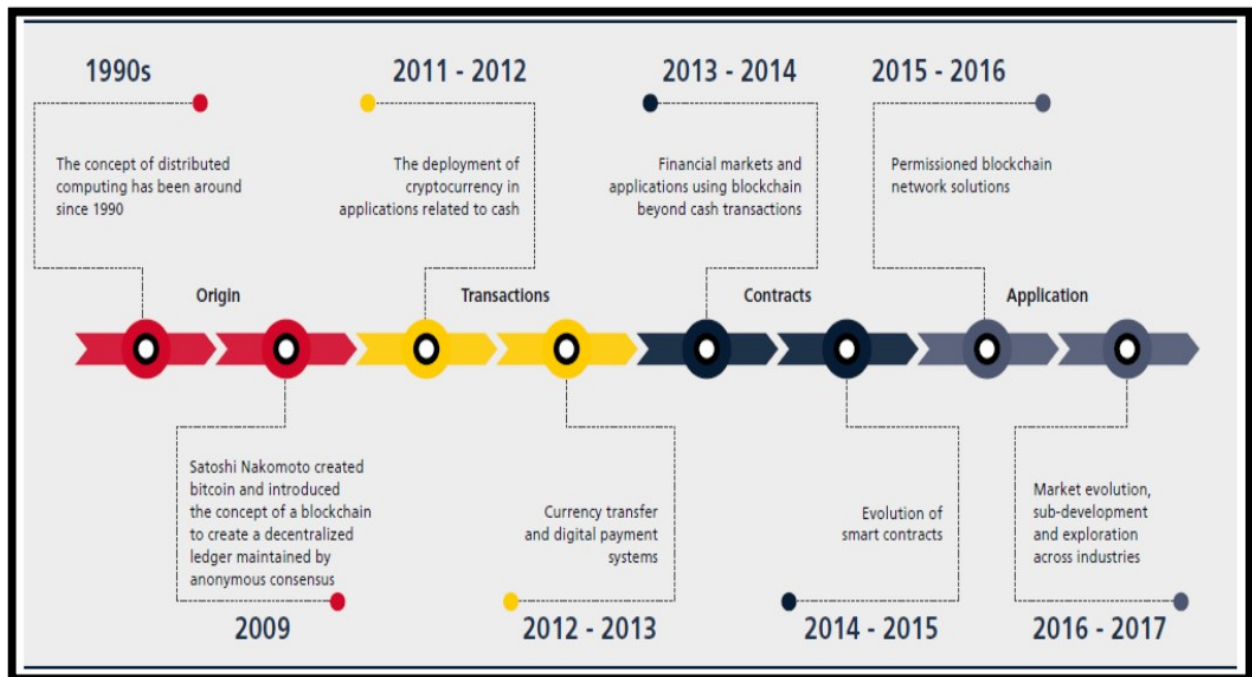 1990s
The concept of distributed
computing has been around
since 1990
2011 - 2012
The deployment of
cryptocurrency in
applications related to cash
2013 - 2014
Financial markets and
applications using blockchain
beyond cash transactions
2015 - 2016
Permissioned blockchain
network solutions
Origin
Transactions
Contracts
Application
Satoshi Nakomoto created
bitcoin and introduced
the concept of a blockchain
to create a decentralized
ledger maintained by
anonymous consensus
2009
Currency transfer
and digital payment
systems
2012 - 2013
Evolution of
smart contracts
2014 - 2015
Market evolution,
sub-development
and exploration
across industries
2016 - 2017